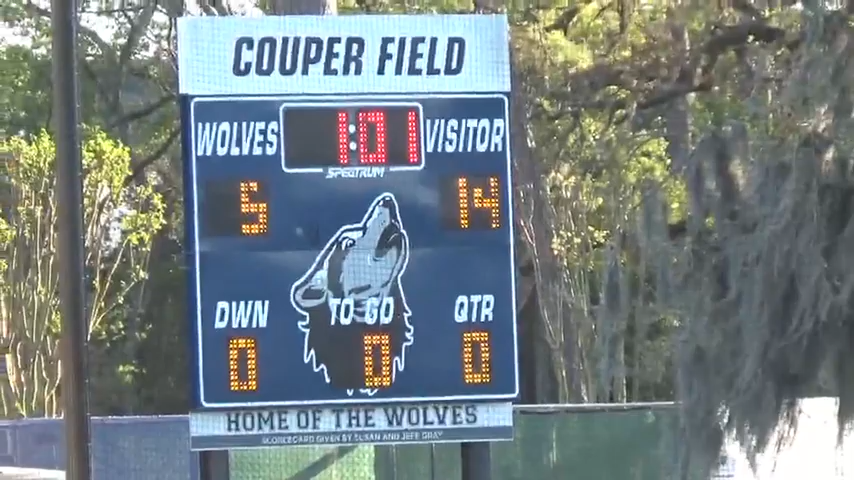 COUPER FIELD
WOLVES 1:01 VISITOR
SPECTRUM
5 14
DWN TO GO QTR
0 0 0
HOME OF THE WOLVES
SCOREBOARD GIVEN BY SUSAN AND JEFF GRAY